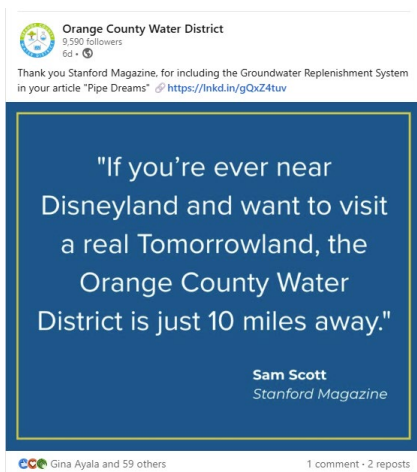 Orange County Water District
9,590 followers
6d •
Thank you Stanford Magazine, for including the Groundwater Replenishment System
in your article "Pipe Dreams" https://lnkd.in/gQxZ4tuv
"If you're ever near
Disneyland and want to visit
a real Tomorrowland, the
Orange County Water
District is just 10 miles away."
Sam Scott
Stanford Magazine
Gina Ayala and 59 others
1 comment • 2 reposts